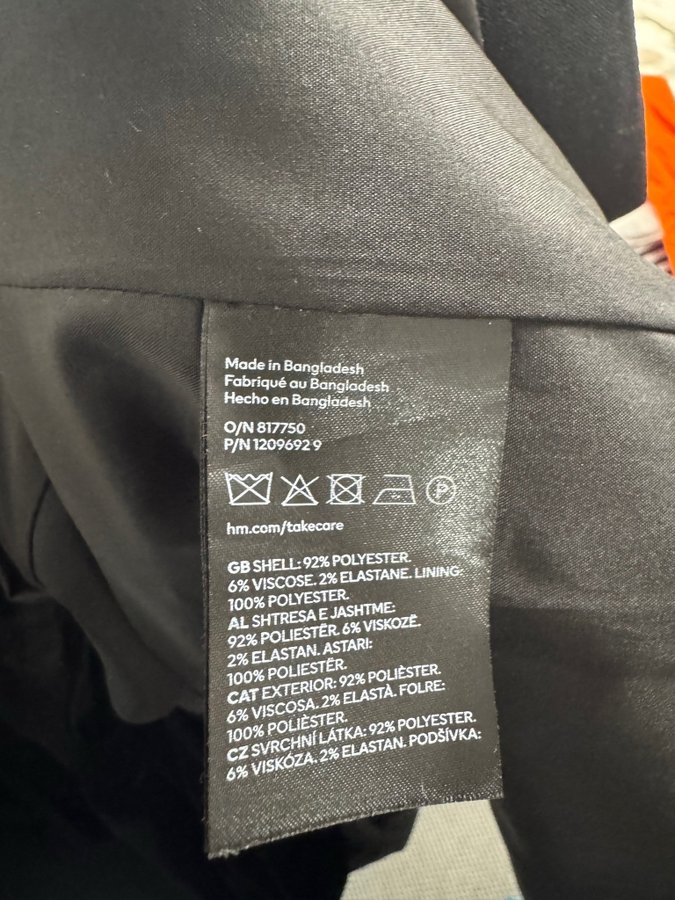 Made in Bangladesh
Fabriqué au Bangladesh
Hecho en Bangladesh
O/N 817750
P/N 1209692 9
P
hm.com/takecare
GB SHELL: 92% POLYESTER.
6% VISCOSE. 2% ELASTANE. LINING:
100% POLYESTER.
AL SHTRESA E JASHTME:
92% POLIESTËR. 6% VISKOZË.
2% ELASTAN. ASTARI:
100% POLIESTËR.
CAT EXTERIOR: 92% POLIÈSTER.
6% VISCOSA. 2% ELASTÀ. FOLRE:
100% POLIÈSTER.
CZ SVRCHNÍ LÁTKA: 92% POLYESTER.
6% VISKÓZA. 2% ELASTAN. PODŠÍVKA: